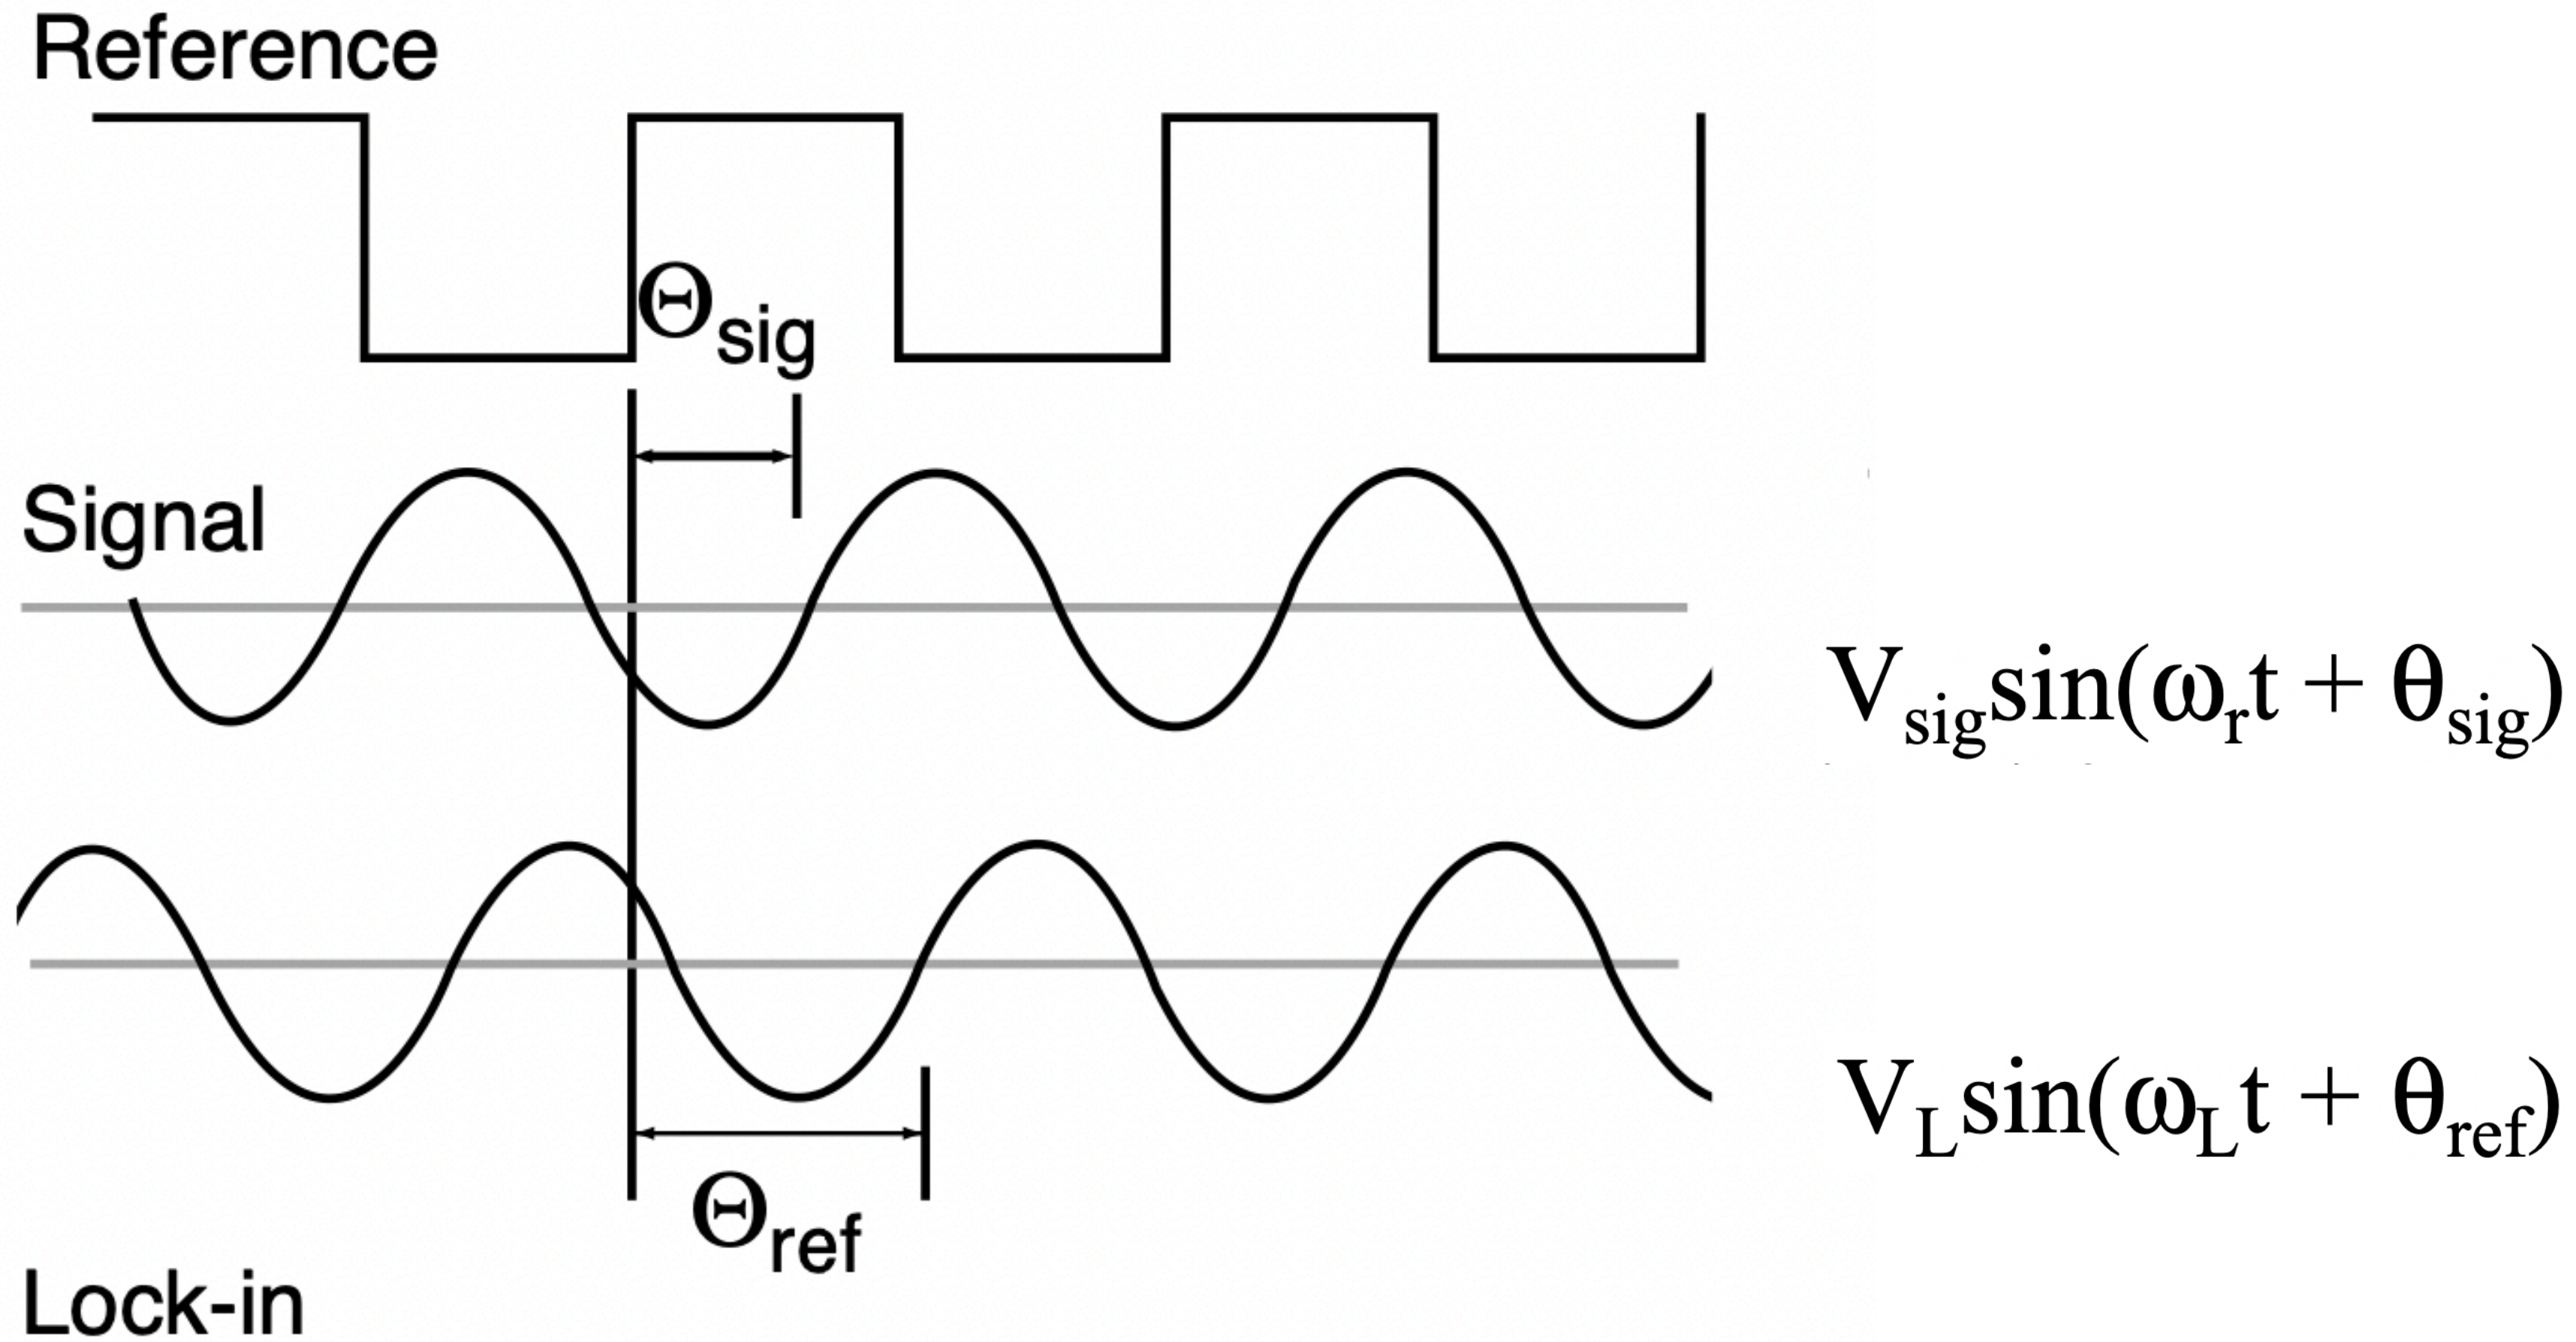 Reference
Θsig
Signal
Vsigsin(ωrt + θsig)
VLsin(ωLt + θref)
Θref
Lock-in